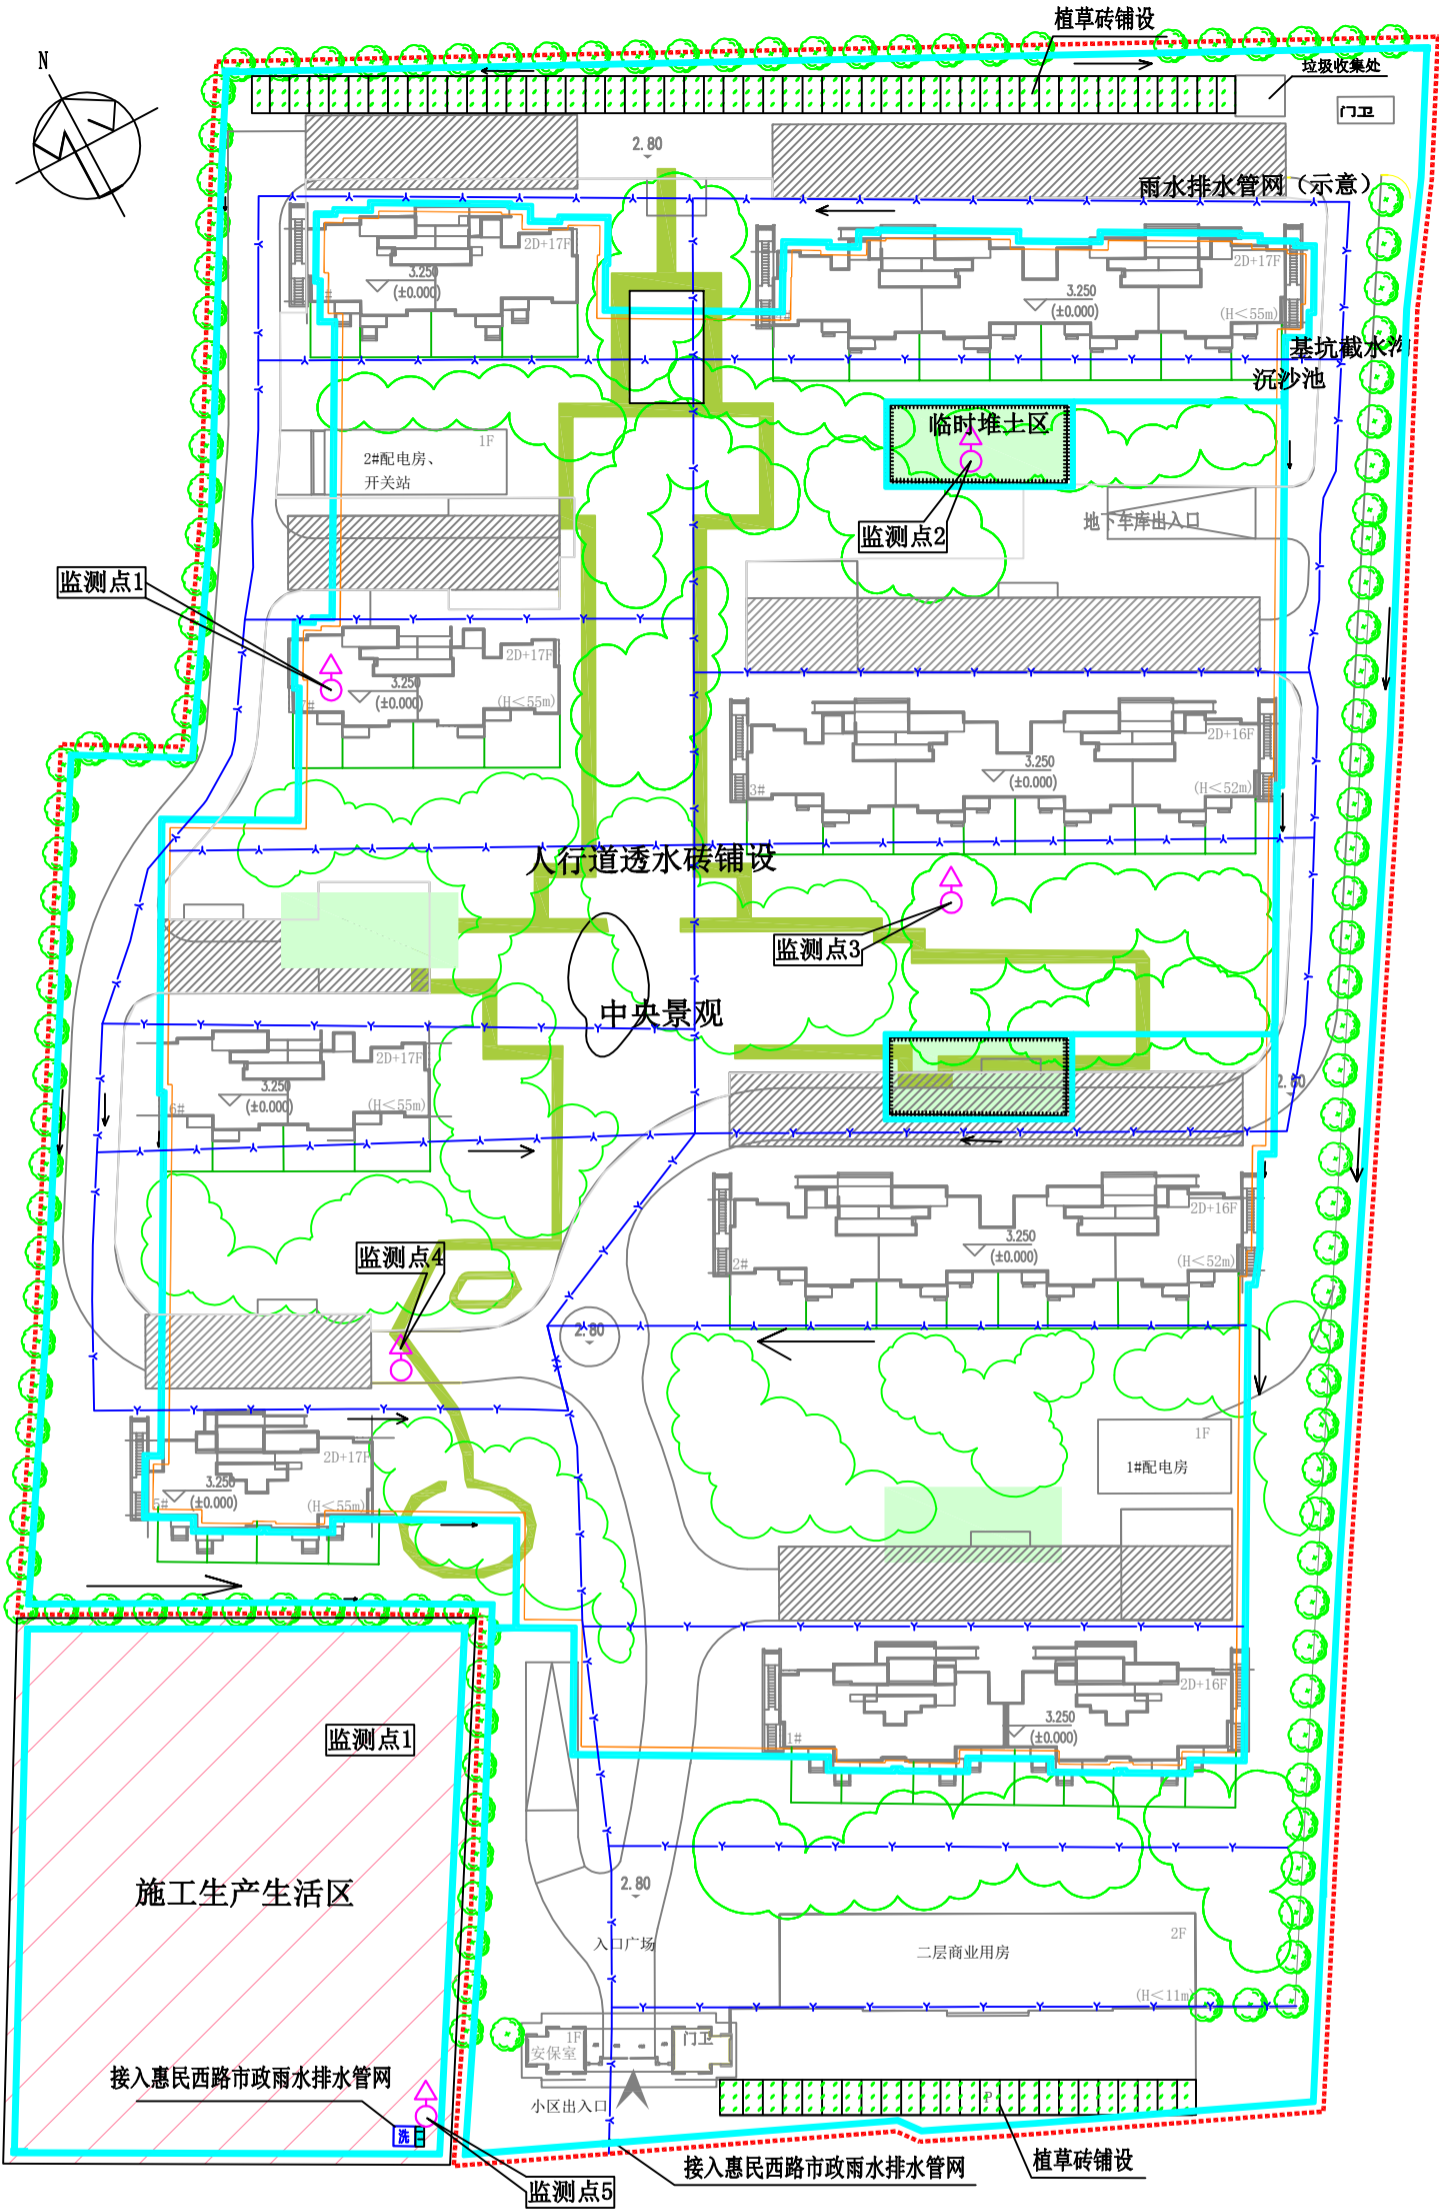 植草砖铺设
垃圾收集处
N
门卫
2.80
雨水排水管网（示意）
2D+17F
3.250
(±0.000)
2D+17F
3.250
(±0.000)
(H＜55m)
基坑截水沟
沉沙池
临时堆土区
1F
2#配电房、
开关站
地下车库出入口
监测点2
监测点1
2D+17F
3.250
(±0.000)
(H＜55m)
7#
2D+16F
3.250
(±0.000)
(H＜52m)
3#
人行道透水砖铺设
监测点3
中央景观
2D+17F
3.250
(±0.000)
(H＜55m)
6#
2.80
2D+16F
3.250
(±0.000)
(H＜52m)
2#
监测点4
2.80
1F
1#配电房
2D+17F
3.250
(±0.000)
(H＜55m)
5#
2D+16F
3.250
(±0.000)
1#
监测点1
施工生产生活区
2.80
入口广场
2F
二层商业用房
(H＜11m)
1F
安保室
门卫
小区出入口
P
接入惠民西路市政雨水排水管网
洗
接入惠民西路市政雨水排水管网
植草砖铺设
监测点5